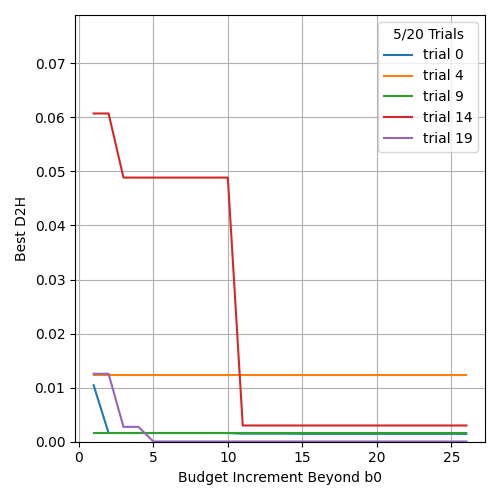 5/20 Trials
trial 0
trial 4
trial 9
trial 14
trial 19
0.07
0.06
0.05
0.04
0.03
0.02
0.01
0.00
Best D2H
0 5 10 15 20 25
Budget Increment Beyond b0